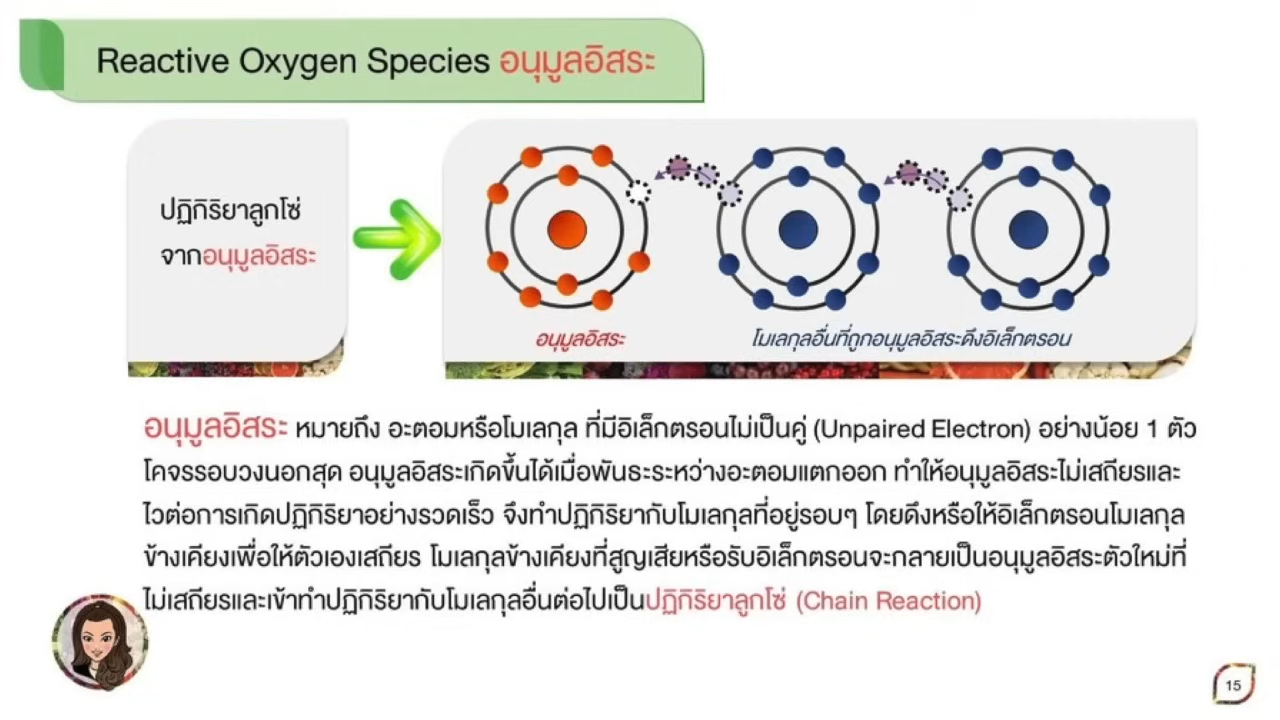 Reactive Oxygen Species อนุมูลอิสระ
ปฏิกิริยาลูกโซ่
จากอนุมูลอิสระ
อนุมูลอิสระ
โมเลกุลอื่นที่ถูกอนุมูลอิสระดึงอิเล็กตรอน
อนุมูลอิสระ หมายถึง อะตอมหรือโมเลกุล ที่มีอิเล็กตรอนไม่เป็นคู่ (Unpaired Electron) อย่างน้อย 1 ตัว
โคจรรอบวงนอกสุด อนุมูลอิสระเกิดขึ้นได้เมื่อพันธะระหว่างอะตอมแตกออก ทำให้อนุมูลอิสระไม่เสถียรและ
ไวต่อการเกิดปฏิกิริยาอย่างรวดเร็ว จึงทำปฏิกิริยากับโมเลกุลที่อยู่รอบๆ โดยดึงหรือให้อิเล็กตรอนโมเลกุล
ข้างเคียงเพื่อให้ตัวเองเสถียร โมเลกุลข้างเคียงที่สูญเสียหรือรับอิเล็กตรอนจะกลายเป็นอนุมูลอิสระตัวใหม่ที่
ไม่เสถียรและเข้าทำปฏิกิริยากับโมเลกุลอื่นต่อไปเป็นปฏิกิริยาลูกโซ่ (Chain Reaction)
15